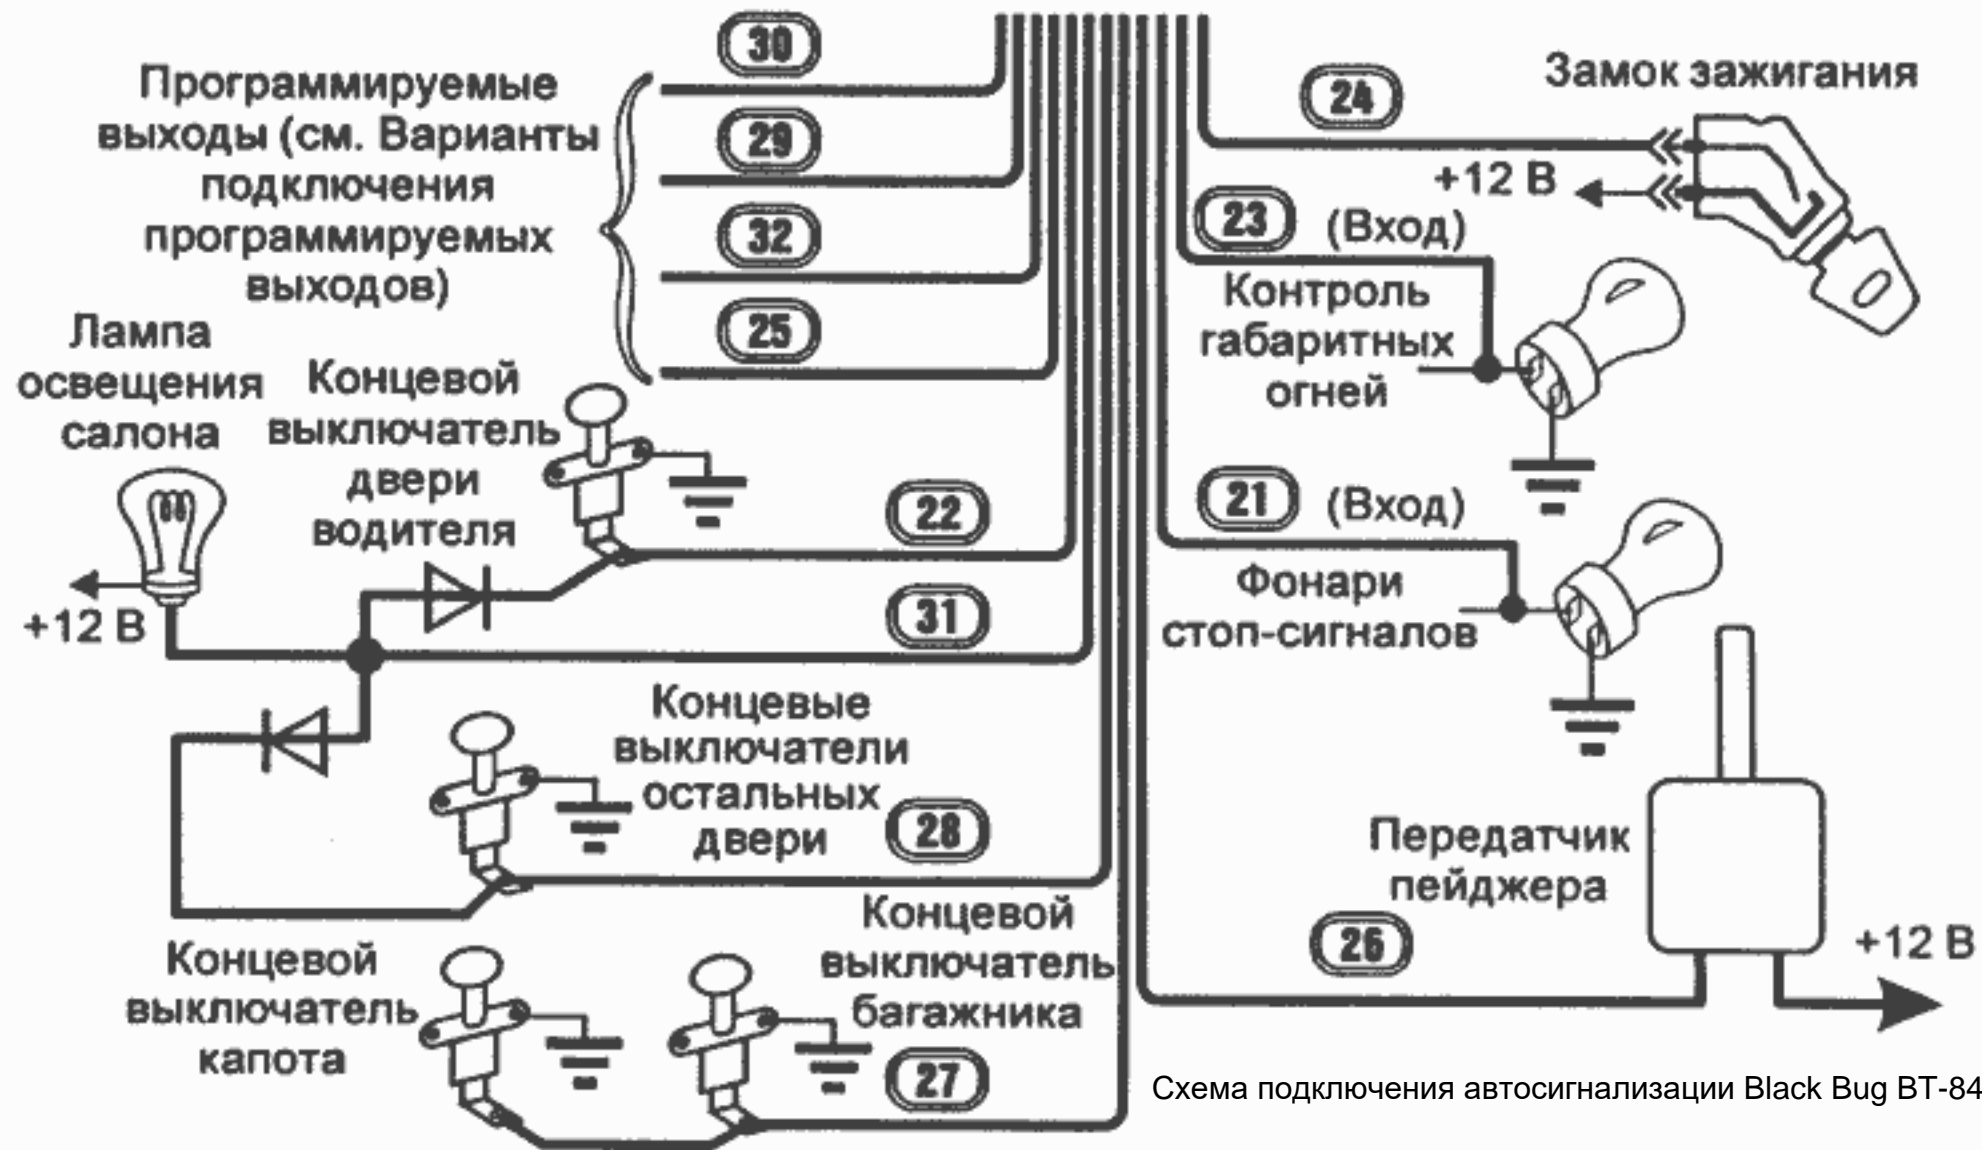 30
Программируемые
выходы (см. Варианты
подключения
программируемых
выходов)
29
32
25
24
Замок зажигания
+12 В
23
(Вход)
Контроль
габаритных
огней
Лампа
освещения
салона
+12 В
Концевой
выключатель
двери
водителя
22
31
21
(Вход)
Фонари
стоп-сигналов
Концевые
выключатели
остальных
двери
28
Передатчик
пейджера
26
+12 В
Концевой
выключатель
капота
Концевой
выключатель
багажника
27
Схема подключения автосигнализации Black Bug BT-84